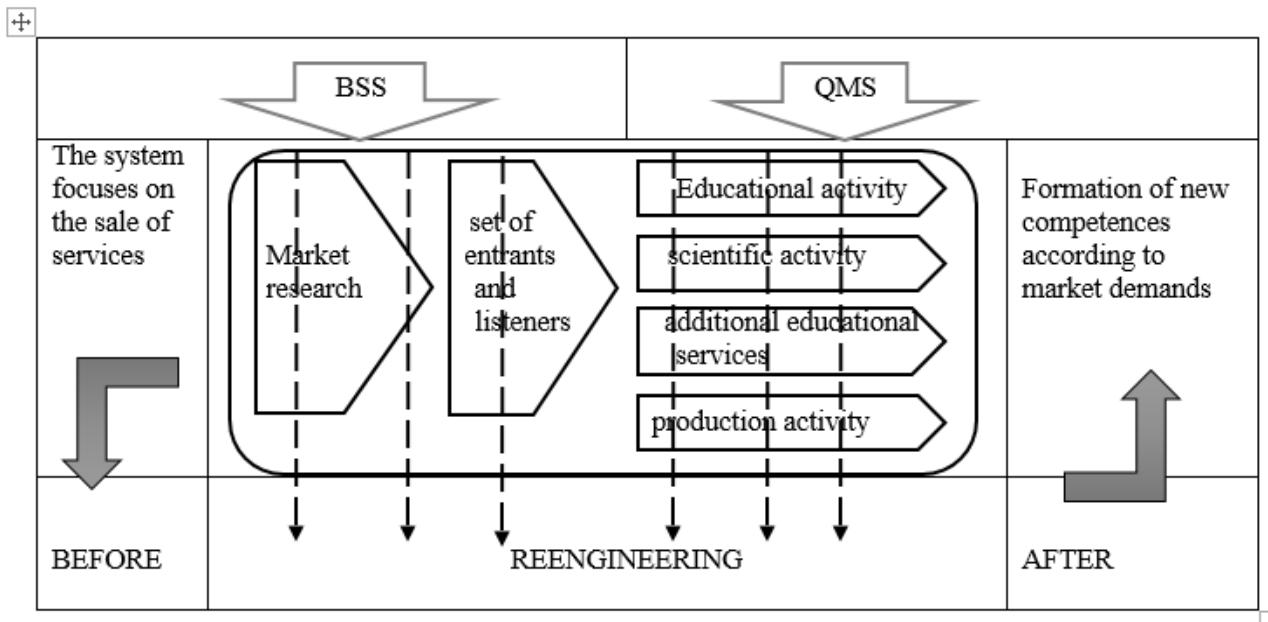 BSS
QMS
The system
focuses on
the sale of
services
Market
research
set of
entrants
and
listeners
Educational activity
scientific activity
additional educational
services
production activity
Formation of new
competences
according to
market demands
BEFORE
REENGINEERING
AFTER